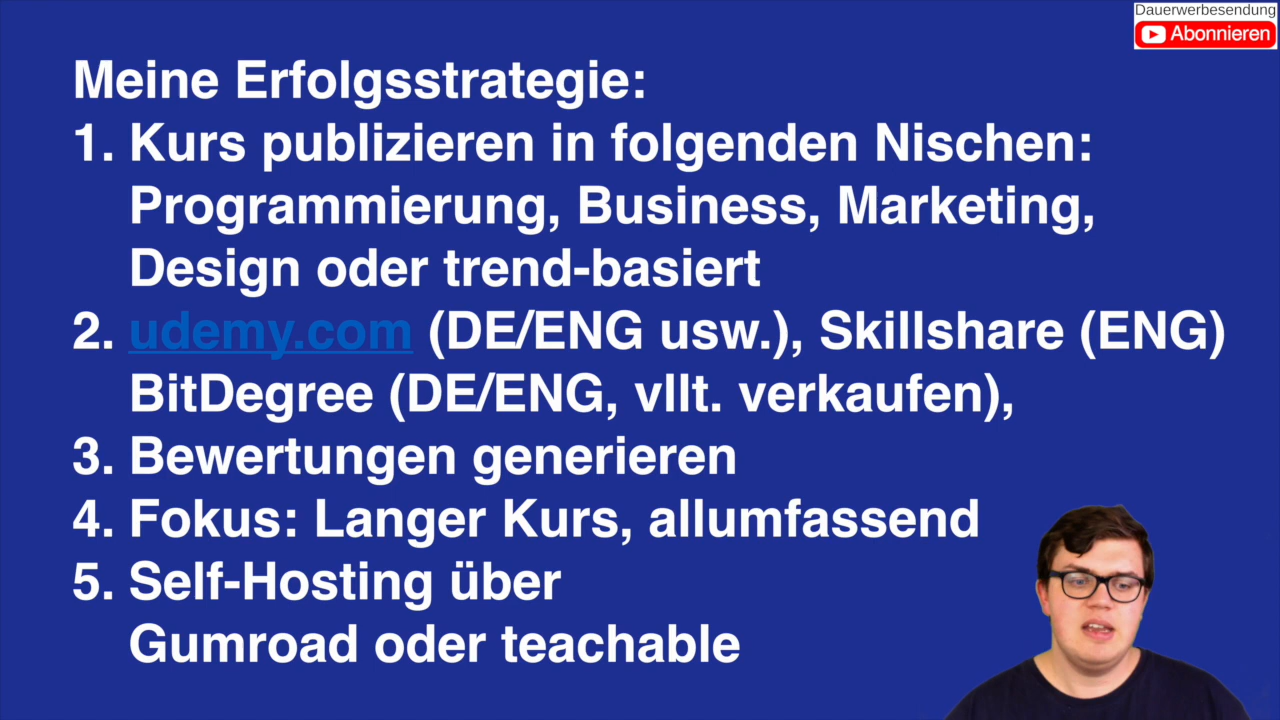 Dauerwerbesendung
Abonnieren
Meine Erfolgsstrategie:
1. Kurs publizieren in folgenden Nischen:
Programmierung, Business, Marketing,
Design oder trend-basiert
2. udemy.com (DE/ENG usw.), Skillshare (ENG)
BitDegree (DE/ENG, vllt. verkaufen),
3. Bewertungen generieren
4. Fokus: Langer Kurs, allumfassend
5. Self-Hosting über
Gumroad oder teachable